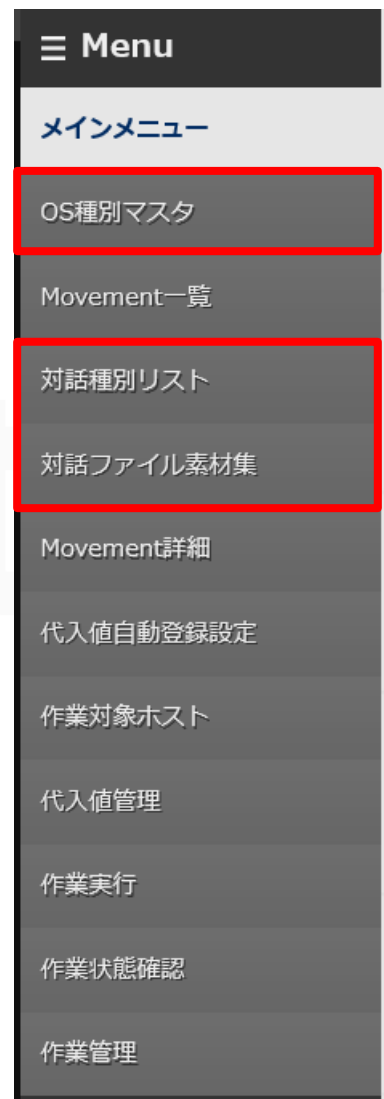 ☰ Menu
メインメニュー
OS種別マスタ
Movement一覧
対話種別リスト
対話ファイル素材集
Movement詳細
代入値自動登録設定
作業対象ホスト
代入値管理
作業実行
作業状態確認
作業管理